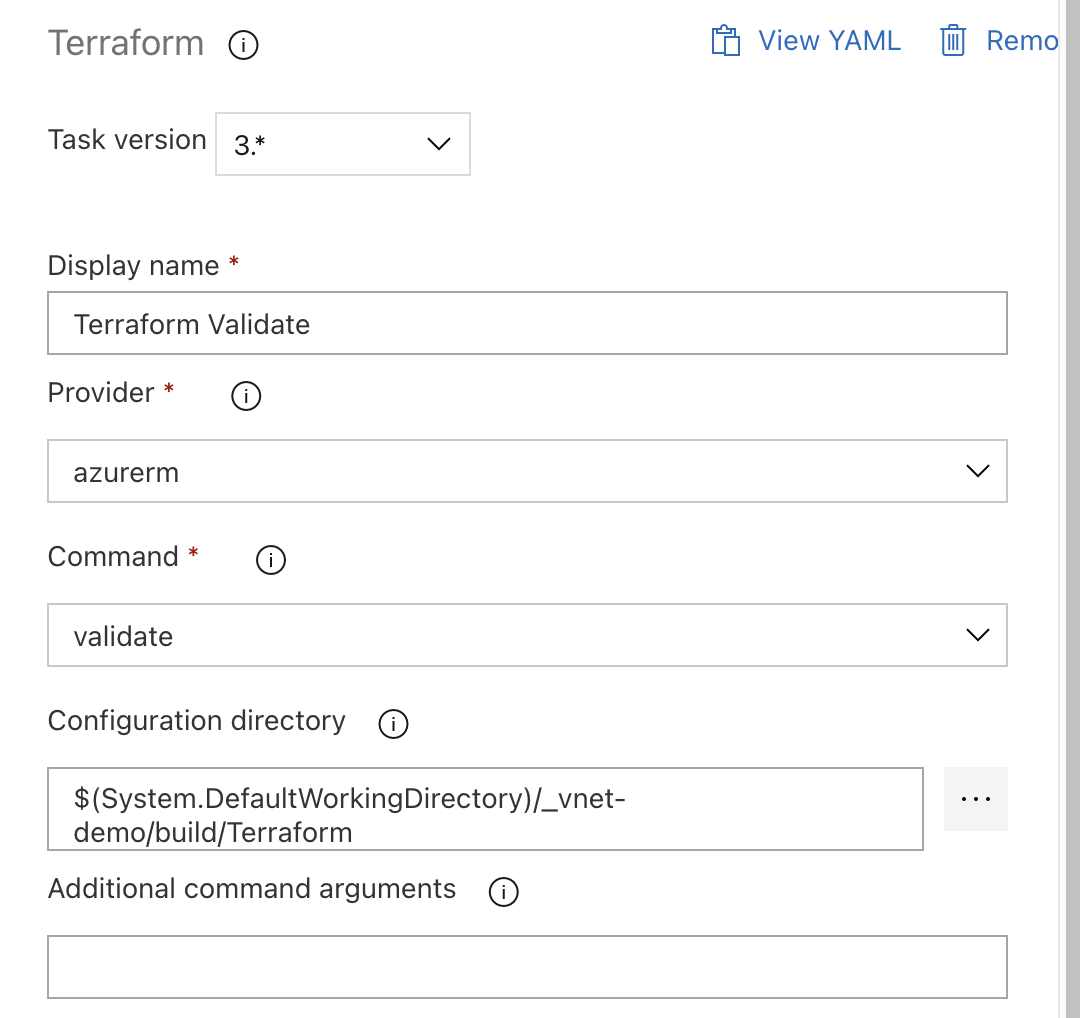 Terraform
View YAML
Remo
Task version
3.*
Display name *
Terraform Validate
Provider *
azurerm
Command *
validate
Configuration directory
$(System.DefaultWorkingDirectory)/_vnet-
demo/build/Terraform
...
Additional command arguments